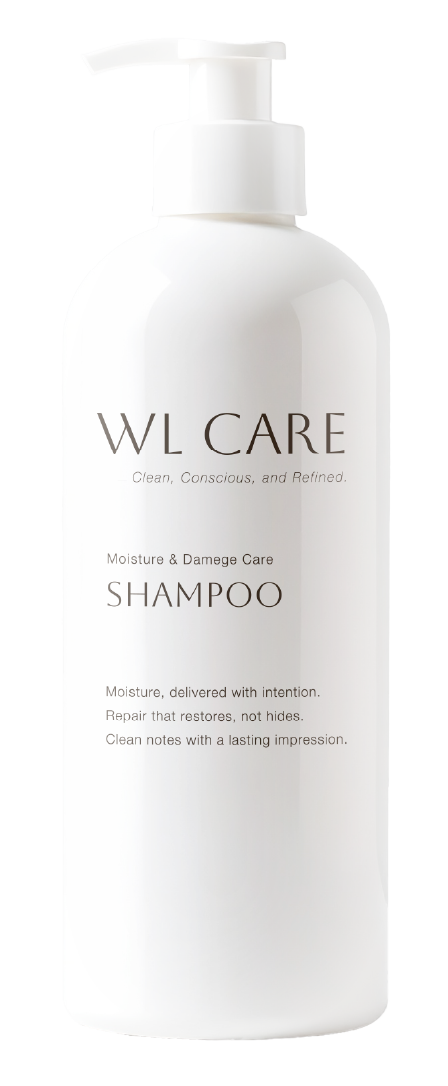 WL CARE
Clean, Conscious, and Refined.
Moisture & Damege Care
SHAMPOO
Moisture, delivered with intention.
Repair that restores, not hides.
Clean notes with a lasting impression.